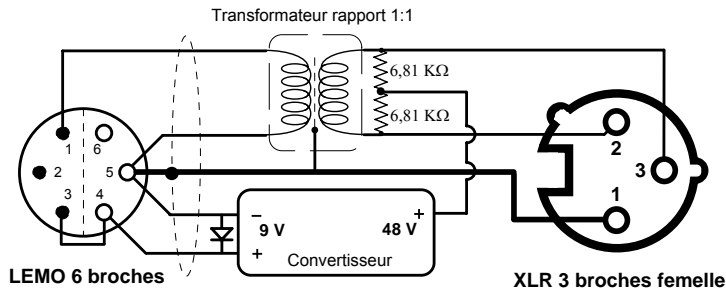 Transformateur rapport 1:1
6,81 KΩ
6,81 KΩ
1
6
2
5
3
4
2
3
1
–
+
9 V
48 V
+
Convertisseur
LEMO 6 broches
XLR 3 broches femelle